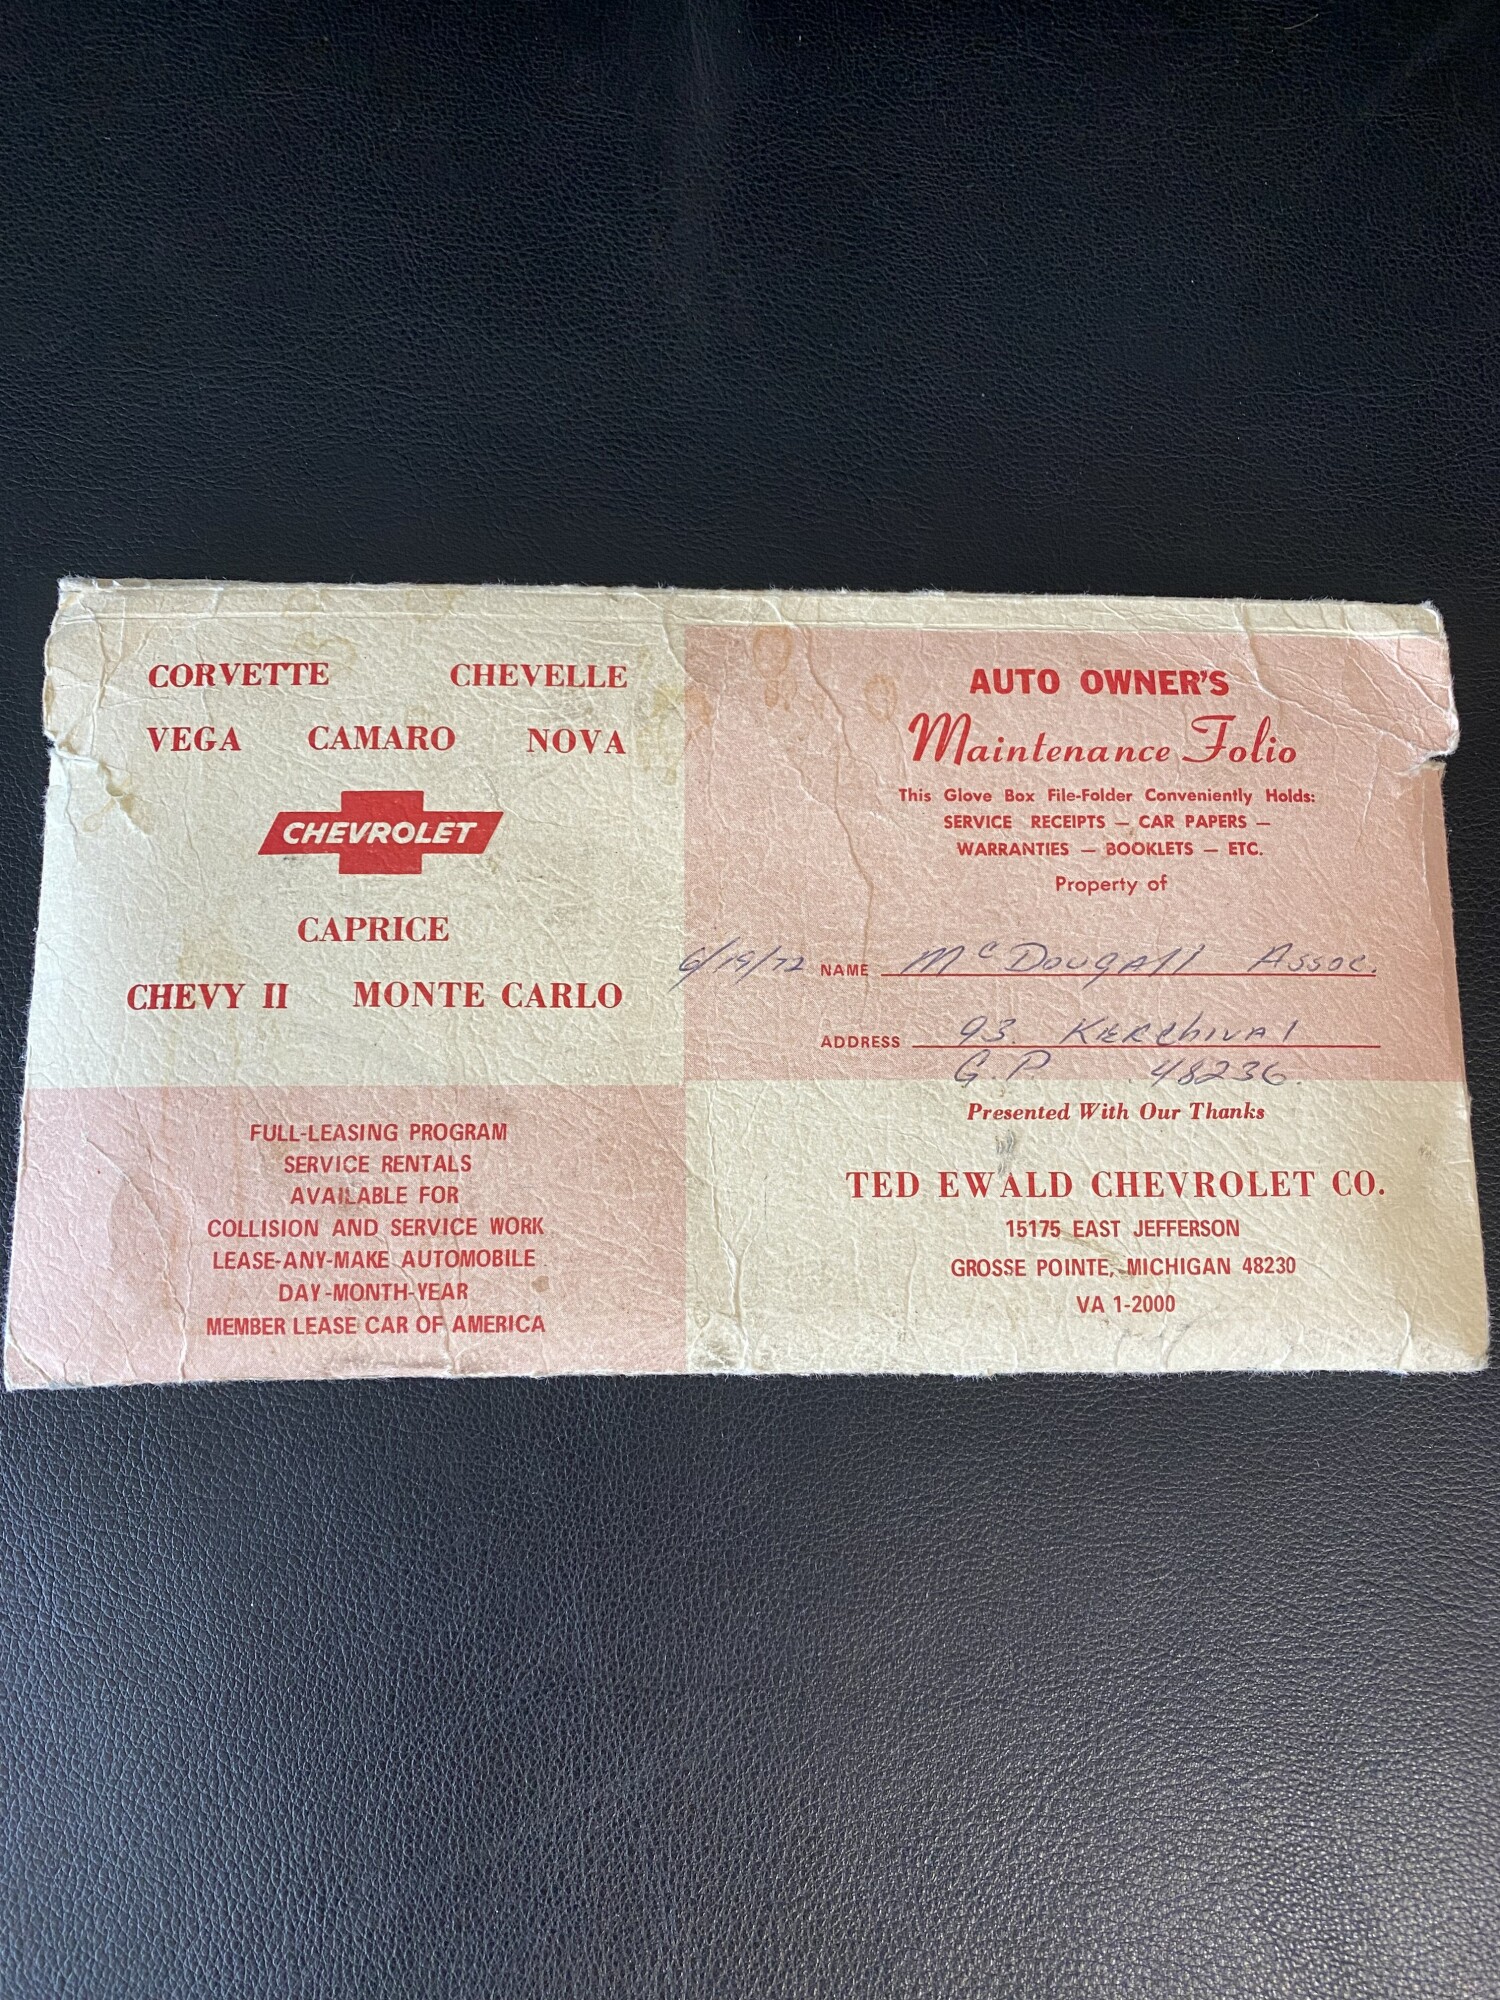 CORVETTE CHEVELLE
VEGA CAMARO NOVA
CHEVROLET
CAPRICE
CHEVY II MONTE CARLO
FULL-LEASING PROGRAM
SERVICE RENTALS
AVAILABLE FOR
COLLISION AND SERVICE WORK
LEASE-ANY-MAKE AUTOMOBILE
DAY-MONTH-YEAR
MEMBER LEASE CAR OF AMERICA
AUTO OWNER'S
Maintenance Folio
This Glove Box File-Folder Conveniently Holds:
SERVICE RECEIPTS — CAR PAPERS —
WARRANTIES — BOOKLETS — ETC.
Property of
6/19/72 NAME McDougall Assoc.
ADDRESS 93. Kerchival
G.P. 48236.
Presented With Our Thanks
TED EWALD CHEVROLET CO.
15175 EAST JEFFERSON
GROSSE POINTE, MICHIGAN 48230
VA 1-2000